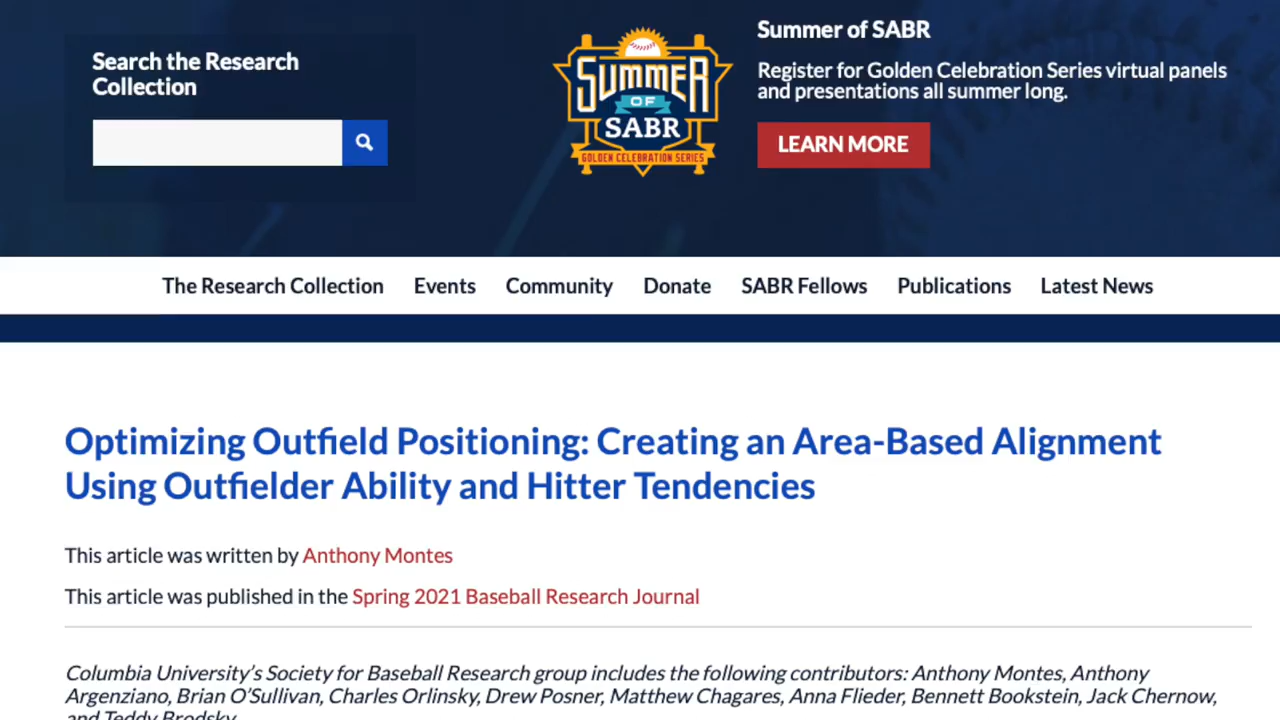 Search the Research
Collection
SUMMER
OF
SABR
GOLDEN CELEBRATION SERIES
Summer of SABR
Register for Golden Celebration Series virtual panels
and presentations all summer long.
LEARN MORE
The Research Collection Events Community Donate SABR Fellows Publications Latest News
Optimizing Outfield Positioning: Creating an Area-Based Alignment
Using Outfielder Ability and Hitter Tendencies
This article was written by Anthony Montes
This article was published in the Spring 2021 Baseball Research Journal
Columbia University’s Society for Baseball Research group includes the following contributors: Anthony Montes, Anthony
Argenziano, Brian O’Sullivan, Charles Orlinsky, Drew Posner, Matthew Chagares, Anna Flieder, Bennett Bookstein, Jack Chernow,
and Teddy Brodsky